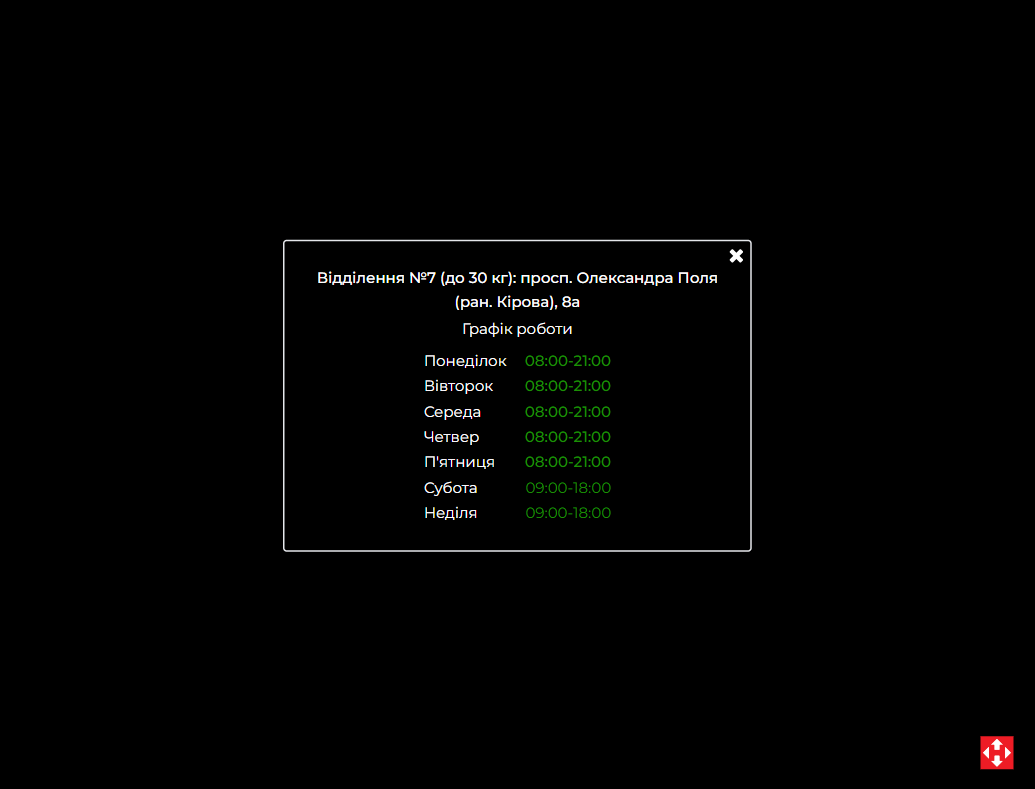 Відділення №7 (до 30 кг): просп. Олександра Поля
(ран. Кірова), 8а
Графік роботи
Понеділок 08:00-21:00
Вівторок 08:00-21:00
Середа 08:00-21:00
Четвер 08:00-21:00
П'ятниця 08:00-21:00
Субота 09:00-18:00
Неділя 09:00-18:00